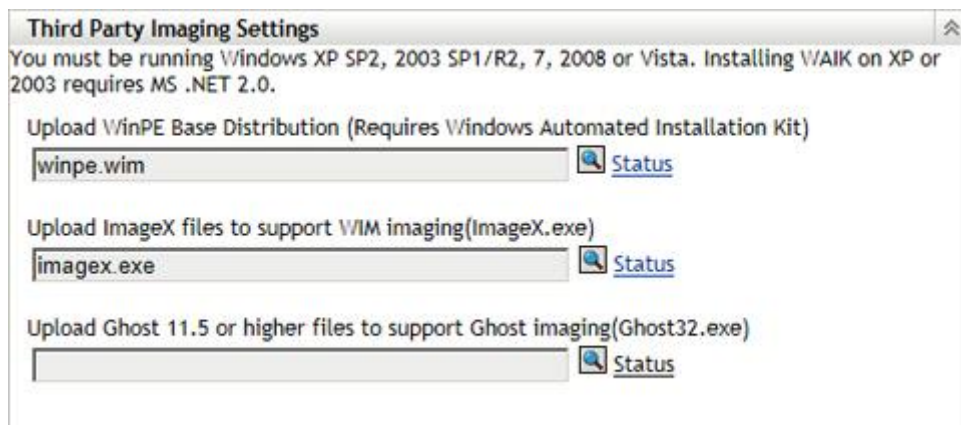 Third Party Imaging Settings
You must be running Windows XP SP2, 2003 SP1/R2, 7, 2008 or Vista. Installing WAIK on XP or
2003 requires MS .NET 2.0.
Upload WinPE Base Distribution (Requires Windows Automated Installation Kit)
winpe.wim Status
Upload ImageX files to support WIM imaging(ImageX.exe)
imagex.exe Status
Upload Ghost 11.5 or higher files to support Ghost imaging(Ghost32.exe)
Status